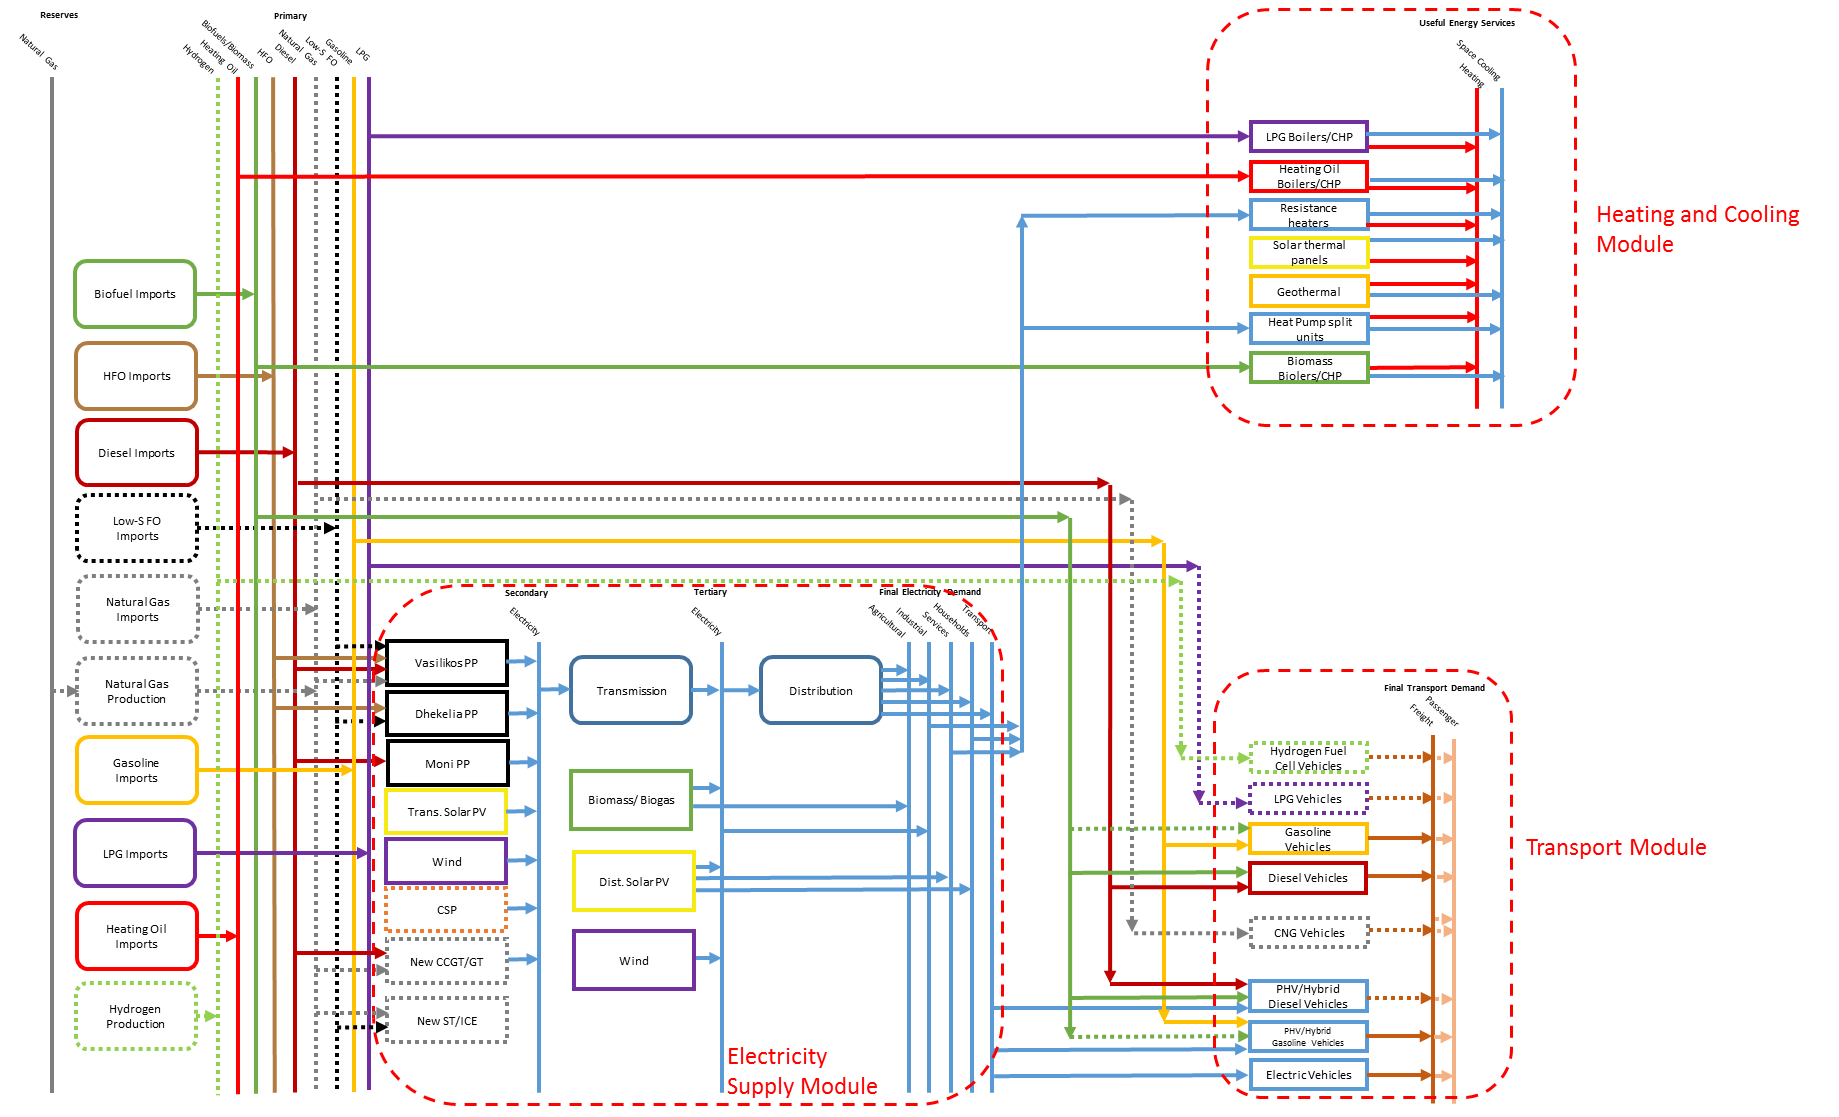 Reserves
Primary
Useful Energy Services
Natural Gas
Hydrogen
Heating Oil
Biofuels/Biomass
HFO
Diesel
Natural Gas
Low-S FO
Gasoline
LPG
Heating
Space Cooling
LPG Boilers/CHP
Heating Oil
Boilers/CHP
Resistance
heaters
Solar thermal
panels
Geothermal
Heat Pump split
units
Biomass
Biolers/CHP
Heating and Cooling
Module
Biofuel Imports
HFO Imports
Diesel Imports
Low-S FO
Imports
Natural Gas
Imports
Natural Gas
Production
Gasoline
Imports
LPG Imports
Heating Oil
Imports
Hydrogen
Production
Secondary
Tertiary
Final Electricity Demand
Electricity
Electricity
Agricultural
Industrial
Services
Households
Transport
Vasilikos PP
Dhekelia PP
Moni PP
Trans. Solar PV
Wind
CSP
New CCGT/GT
New ST/ICE
Transmission
Distribution
Biomass/ Biogas
Dist. Solar PV
Wind
Electricity
Supply Module
Final Transport Demand
Freight
Passenger
Hydrogen Fuel
Cell Vehicles
LPG Vehicles
Gasoline
Vehicles
Diesel Vehicles
CNG Vehicles
PHV/Hybrid
Diesel Vehicles
PHV/Hybrid
Gasoline Vehicles
Electric Vehicles
Transport Module